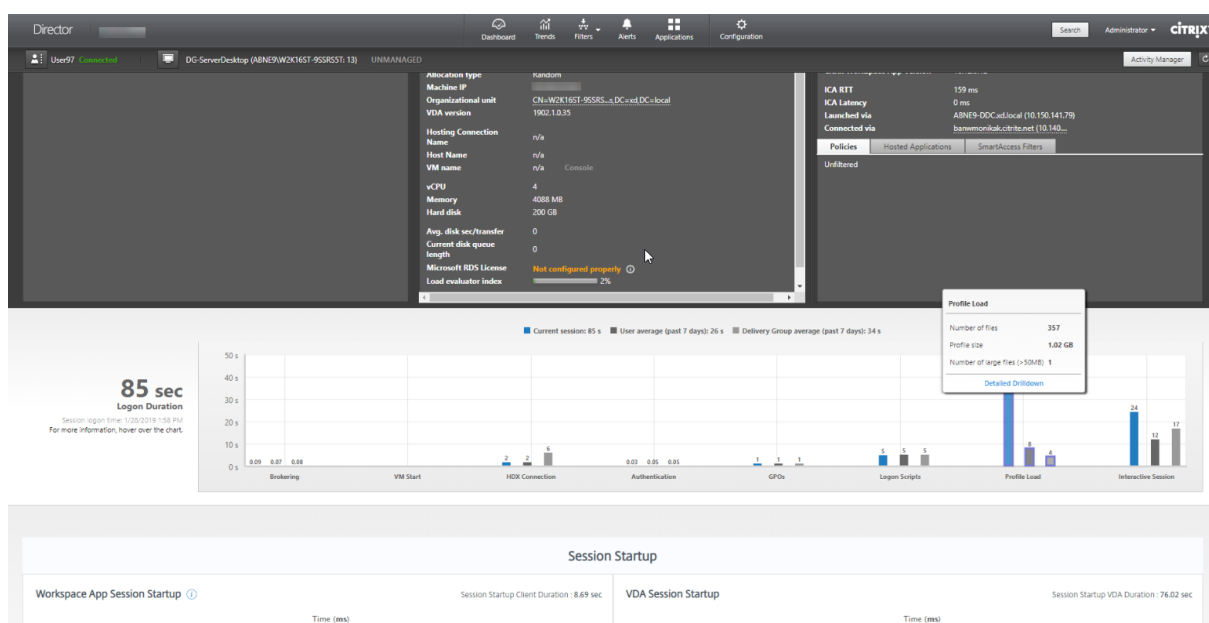 Director
Dashboard
Trends
Filters
Alerts
Applications
Configuration
Search
Administrator
CITRIX
User97 Connected
DG-ServerDesktop (ABNE9\W2K16ST-9SSRS5T: 13)
UNMANAGED
Activity Manager
Allocation type Random
Machine IP
Organizational unit CN=W2K16ST-9SSRS...s,DC=xd,DC=local
VDA version 1902.1.0.35
Hosting Connection
Name n/a
Host Name n/a
VM name n/a Console
vCPU 4
Memory 4088 MB
Hard disk 200 GB
Avg. disk sec/transfer 0
Current disk queue
length 0
Microsoft RDS License Not configured properly
Load evaluator index 2%
ICA RTT 159 ms
ICA Latency 0 ms
Launched via ABNE9-DDC.xd.local (10.150.141.79)
Connected via banwmonikak.citrite.net (10.140...
Policies Hosted Applications SmartAccess Filters
Unfiltered
Profile Load
Number of files 357
Profile size 1.02 GB
Number of large files (>50MB) 1
Detailed Drilldown
Current session: 85 s User average (past 7 days): 26 s Delivery Group average (past 7 days): 34 s
85 sec
Logon Duration
Session logon time: 1/28/2019 1:58 PM
For more information, hover over the chart.
50 s
40 s
30 s
20 s
10 s
0 s
0.09 0.07 0.08
2 2 6
0.03 0.05 0.05
1 1 1
5 5 5
8 4
24 12 17
Brokering VM Start HDX Connection Authentication GPOs Logon Scripts Profile Load Interactive Session
Session Startup
Workspace App Session Startup
Session Startup Client Duration : 8.69 sec
Time (ms)
VDA Session Startup
Session Startup VDA Duration : 76.02 sec
Time (ms)